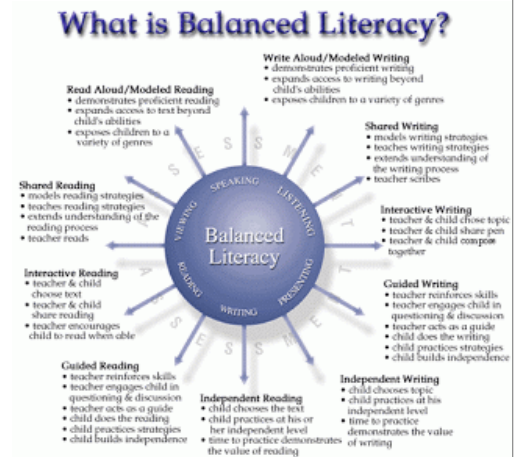 What is Balanced Literacy?
Write Aloud/Modeled Writing
• demonstrates proficient writing
• expands access to writing beyond
child's abilities
• exposes children to a variety of genres
Read Aloud/Modeled Reading
• demonstrates proficient reading
• expands access to text beyond
child's abilities
• exposes children to a
variety of genres
Shared Writing
• models writing strategies
• teaches writing strategies
• extends understanding of
the writing process
• teacher scribes
Shared Reading
• models reading strategies
• teaches reading strategies
• extends understanding of the
reading process
• teacher reads
Interactive Writing
• teacher & child chose topic
• teacher & child share pen
• teacher & child compose
together
Interactive Reading
• teacher & child
choose text
• teacher & child
share reading
• teacher encourages
child to read when able
Guided Writing
• teacher reinforces skills
• teacher engages child in
questioning & discussion
• teacher acts as a guide
• child does the writing
• child practices strategies
• child builds independence
Guided Reading
• teacher reinforces skills
• teacher engages child in
questioning & discussion
• teacher acts as a guide
• child does the reading
• child practices strategies
• child builds independence
Independent Reading
• child chooses the text
• child practices at his or
her independent level
• time to practice demonstrates
the value of reading
Independent Writing
• child chooses topic
• child practices at his
independent level
• time to practice
demonstrates the value
of writing
Balanced
Literacy
VIEWING
SPEAKING
LISTENING
PRESENTING
WRITING
READING
ASSESSMENT
ASSESSMENT